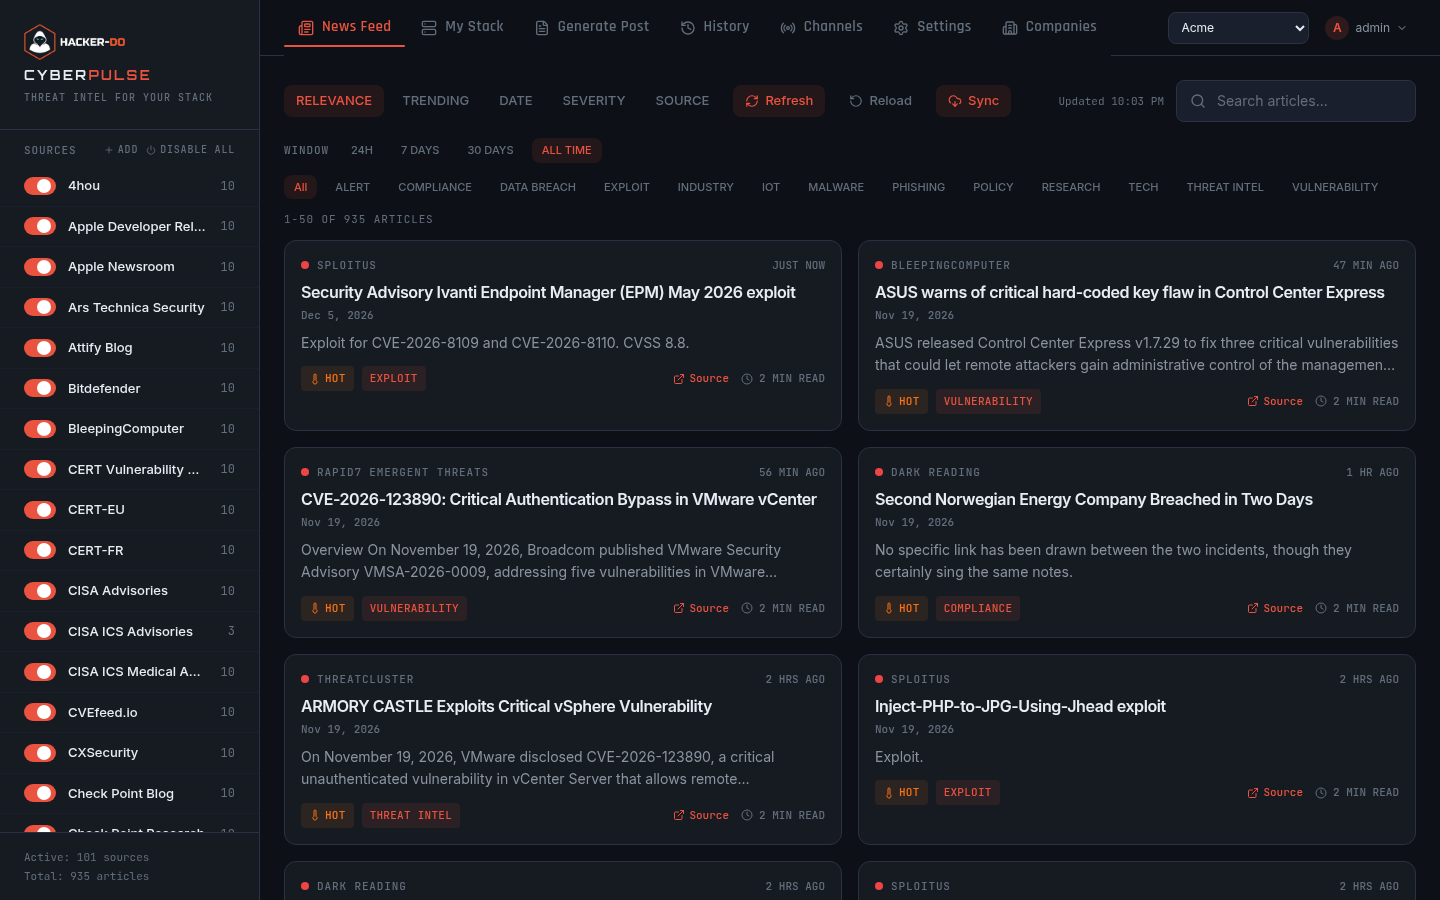 HACKER-DO
CYBERPULSE
THREAT INTEL FOR YOUR STACK
News Feed
My Stack
Generate Post
History
Channels
Settings
Companies
Acme
A admin
SOURCES + ADD DISABLE ALL
4hou 10
Apple Developer Rel... 10
Apple Newsroom 10
Ars Technica Security 10
Attify Blog 10
Bitdefender 10
BleepingComputer 10
CERT Vulnerability ... 10
CERT-EU 10
CERT-FR 10
CISA Advisories 10
CISA ICS Advisories 3
CISA ICS Medical A... 10
CVEfeed.io 10
CXSecurity 10
Check Point Blog 10
Check Point Research 10
Active: 101 sources
Total: 935 articles
RELEVANCE TRENDING DATE SEVERITY SOURCE Refresh Reload Sync Updated 10:03 PM Search articles...
WINDOW 24H 7 DAYS 30 DAYS ALL TIME
All ALERT COMPLIANCE DATA BREACH EXPLOIT INDUSTRY IOT MALWARE PHISHING POLICY RESEARCH TECH THREAT INTEL VULNERABILITY
1-50 OF 935 ARTICLES
SPLOITUS JUST NOW
Security Advisory Ivanti Endpoint Manager (EPM) May 2026 exploit
Dec 5, 2026
Exploit for CVE-2026-8109 and CVE-2026-8110. CVSS 8.8.
HOT EXPLOIT Source 2 MIN READ
BLEEPINGCOMPUTER 47 MIN AGO
ASUS warns of critical hard-coded key flaw in Control Center Express
Nov 19, 2026
ASUS released Control Center Express v1.7.29 to fix three critical vulnerabilities
that could let remote attackers gain administrative control of the managemen...
HOT VULNERABILITY Source 2 MIN READ
RAPID7 EMERGENT THREATS 56 MIN AGO
CVE-2026-123890: Critical Authentication Bypass in VMware vCenter
Nov 19, 2026
Overview On November 19, 2026, Broadcom published VMware Security
Advisory VMSA-2026-0009, addressing five vulnerabilities in VMware...
HOT VULNERABILITY Source 2 MIN READ
DARK READING 1 HR AGO
Second Norwegian Energy Company Breached in Two Days
Nov 19, 2026
No specific link has been drawn between the two incidents, though they
certainly sing the same notes.
HOT COMPLIANCE Source 2 MIN READ
THREATCLUSTER 2 HRS AGO
ARMORY CASTLE Exploits Critical vSphere Vulnerability
Nov 19, 2026
On November 19, 2026, VMware disclosed CVE-2026-123890, a critical
unauthenticated vulnerability in vCenter Server that allows remote...
HOT THREAT INTEL Source 2 MIN READ
SPLOITUS 2 HRS AGO
Inject-PHP-to-JPG-Using-Jhead exploit
Nov 19, 2026
Exploit.
HOT EXPLOIT Source 2 MIN READ
DARK READING 2 HRS AGO
SPLOITUS 2 HRS AGO